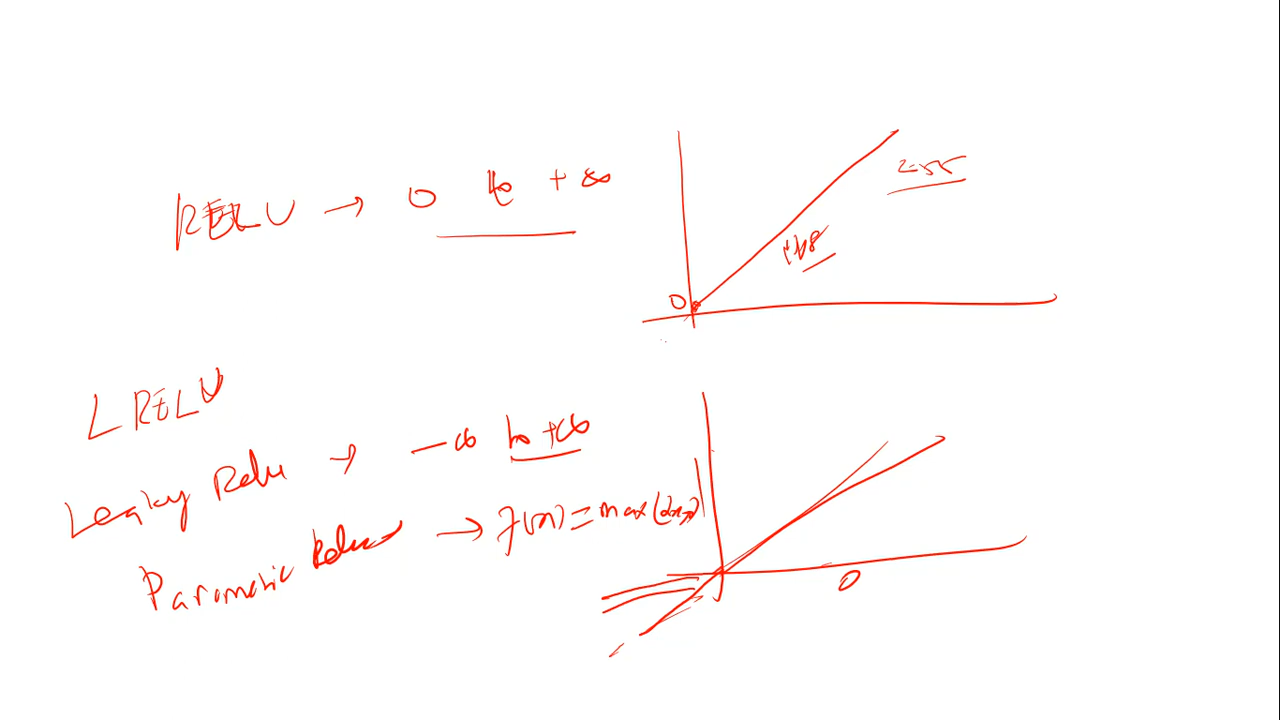 RELU → 0 to + ∞
255
148
0
LRELU
Leaky Relu → - ∞ to + ∞
Parametric Relu → f(x) = max(αx,x)
0